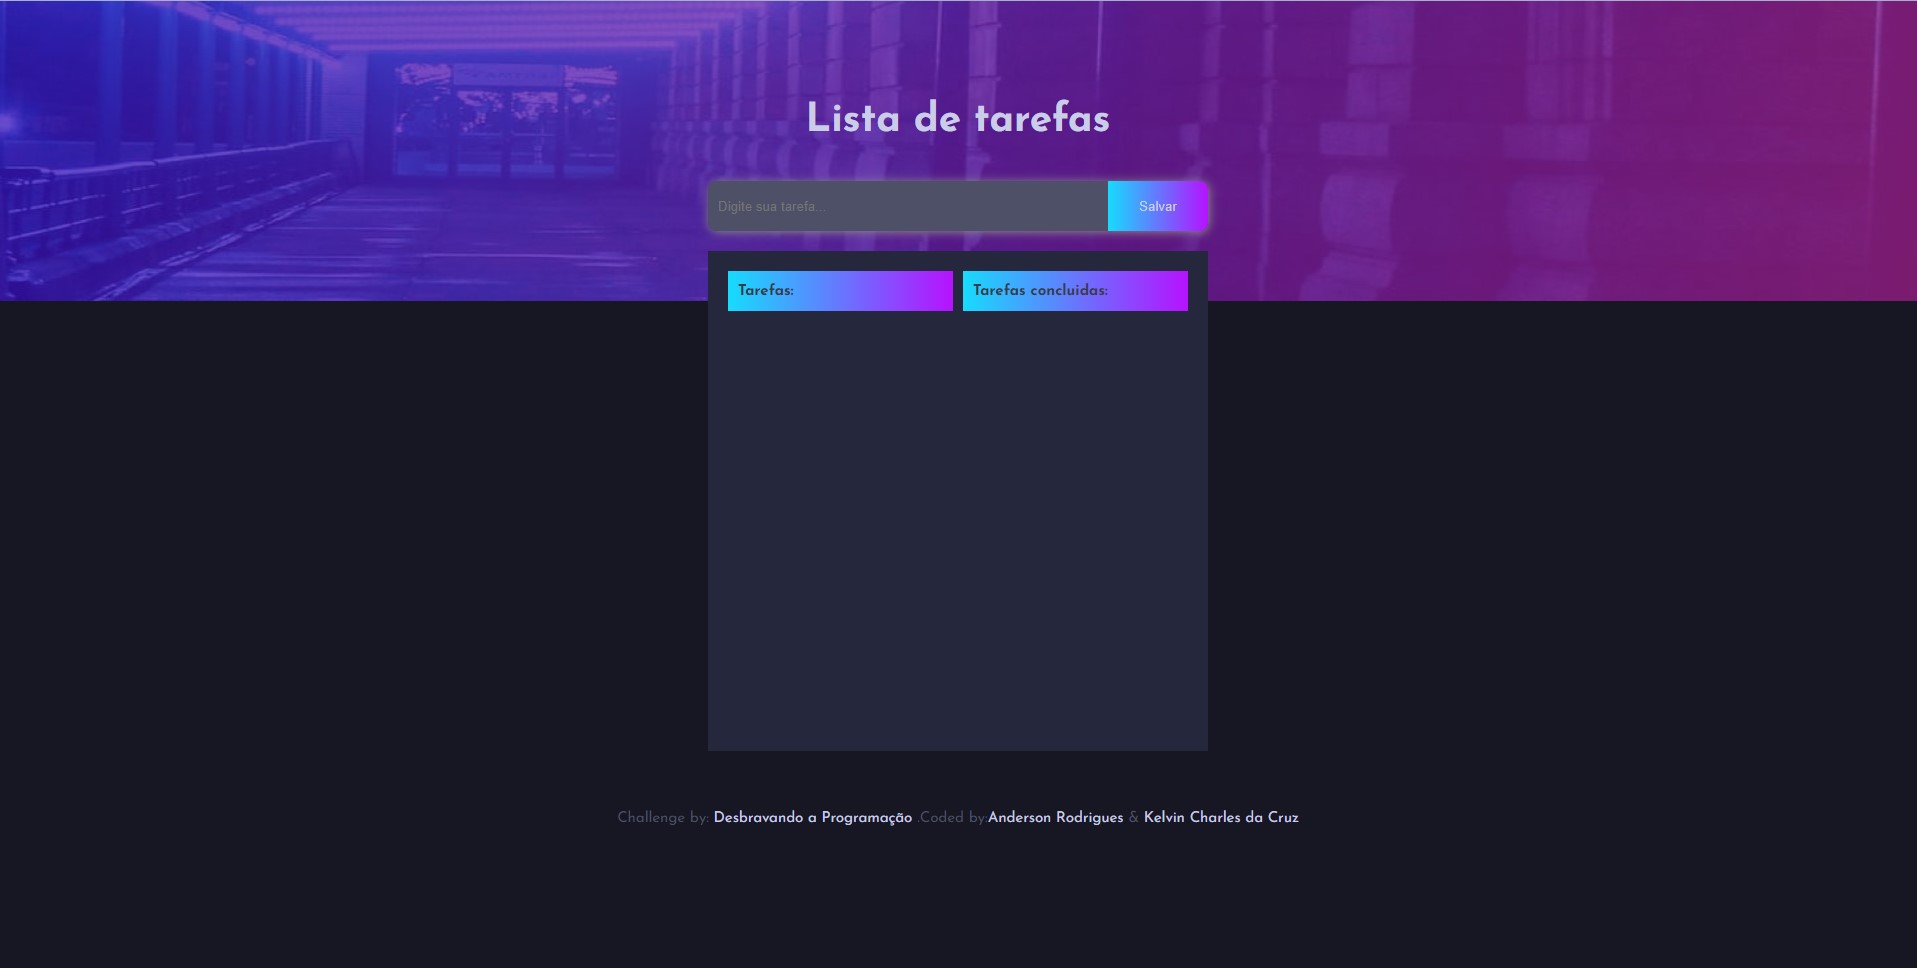 Lista de tarefas
Digite sua tarefa...
Salvar
Tarefas:
Tarefas concluidas:
Challenge by: Desbravando a Programação .Coded by:Anderson Rodrigues & Kelvin Charles da Cruz